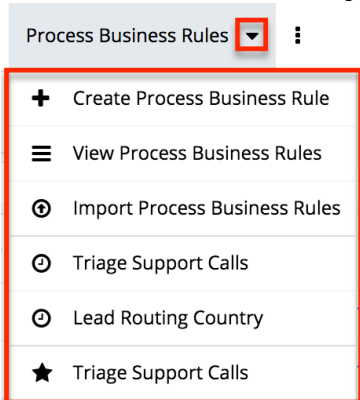 Process Business Rules
Create Process Business Rule
View Process Business Rules
Import Process Business Rules
Triage Support Calls
Lead Routing Country
Triage Support Calls